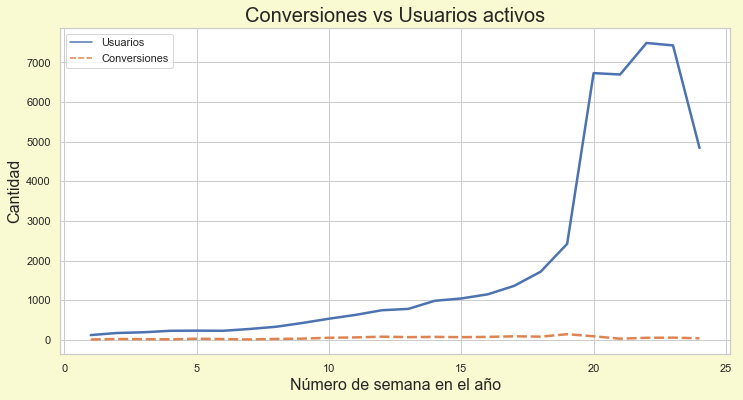 Conversiones vs Usuarios activos
Usuarios
Conversiones
7000
6000
5000
4000
3000
2000
1000
0
Cantidad
0 5 10 15 20 25
Número de semana en el año